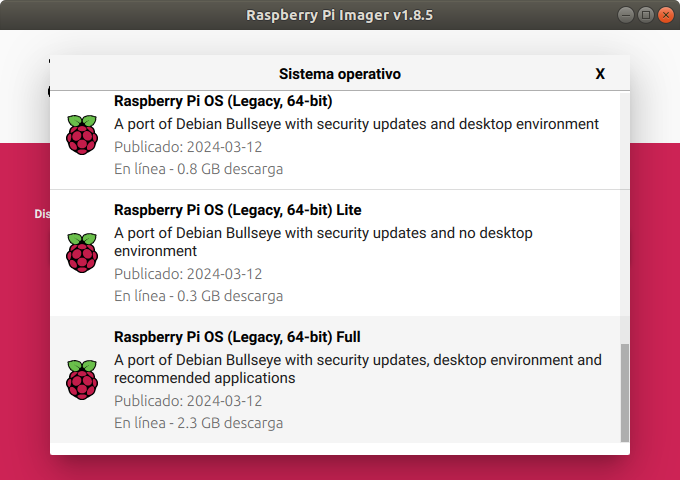 Raspberry Pi Imager v1.8.5
Sistema operativo
X
Raspberry Pi OS (Legacy, 64-bit)
A port of Debian Bullseye with security updates and desktop environment
Publicado: 2024-03-12
En línea - 0.8 GB descarga
Dis
Raspberry Pi OS (Legacy, 64-bit) Lite
A port of Debian Bullseye with security updates and no desktop
environment
Publicado: 2024-03-12
En línea - 0.3 GB descarga
Raspberry Pi OS (Legacy, 64-bit) Full
A port of Debian Bullseye with security updates, desktop environment and
recommended applications
Publicado: 2024-03-12
En línea - 2.3 GB descarga